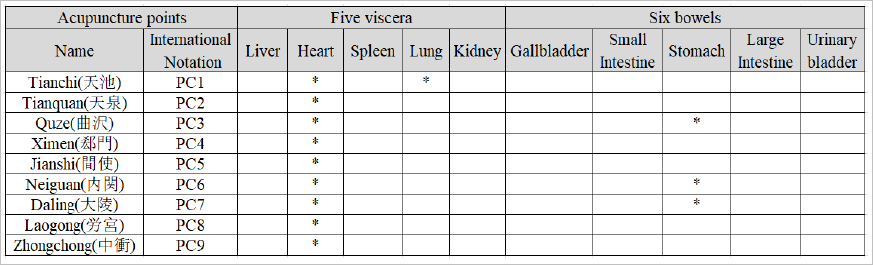 Acupuncture points Five viscera Six bowels
Name International Notation Liver Heart Spleen Lung Kidney Gallbladder Small Intestine Stomach Large Intestine Urinary bladder
Tianchi(天池) PC1 * *
Tianquan(天泉) PC2 *
Quze(曲沢) PC3 * *
Ximen(郄門) PC4 *
Jianshi(間使) PC5 *
Neiguan(内関) PC6 * *
Daling(大陵) PC7 * *
Laogong(労宮) PC8 *
Zhongchong(中衝) PC9 *